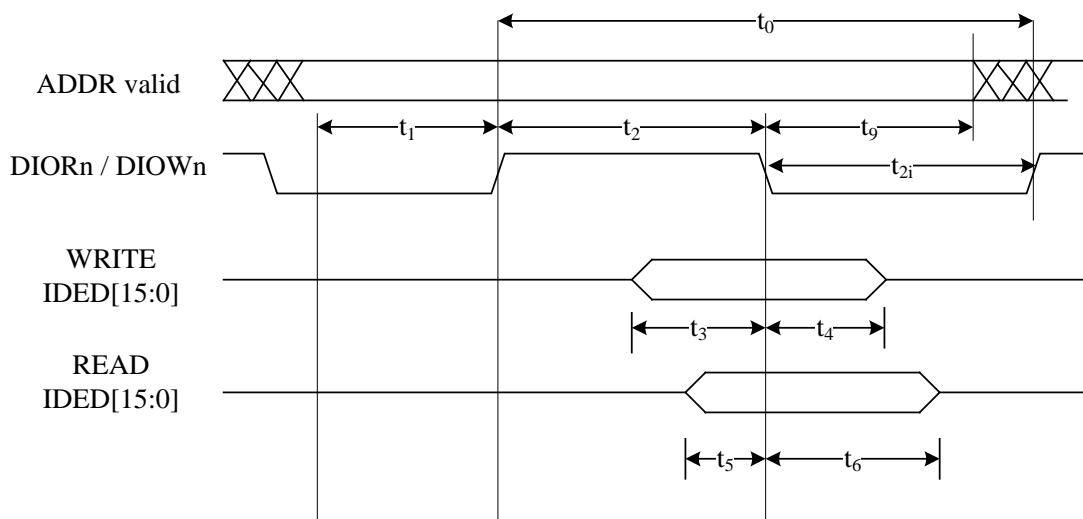 t0
ADDR valid
t1
t2
t9
DIORn / DIOWn
t2i
WRITE
IDED[15:0]
t3
t4
READ
IDED[15:0]
t5
t6